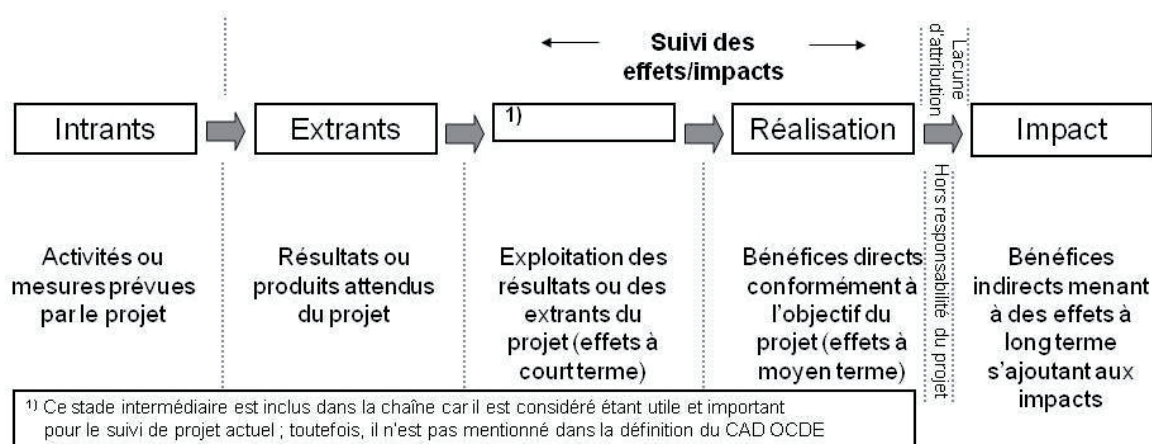 Suivi des
effets/impacts
Lacune
d'attribution
Intrants
Extrants
1)
Réalisation
Impact
Hors responsabilité du projet
Activités ou
mesures prévues
par le projet
Résultats ou
produits attendus
du projet
Exploitation des
résultats ou des
extrants du
projet (effets à
court terme)
Bénéfices directs
conformément à
l'objectif du
projet (effets à
moyen terme)
Bénéfices
indirects menant
à des effets à
long terme
s'ajoutant aux
impacts
1) Ce stade intermédiaire est inclus dans la chaîne car il est considéré étant utile et important
pour le suivi de projet actuel ; toutefois, il n'est pas mentionné dans la définition du CAD OCDE